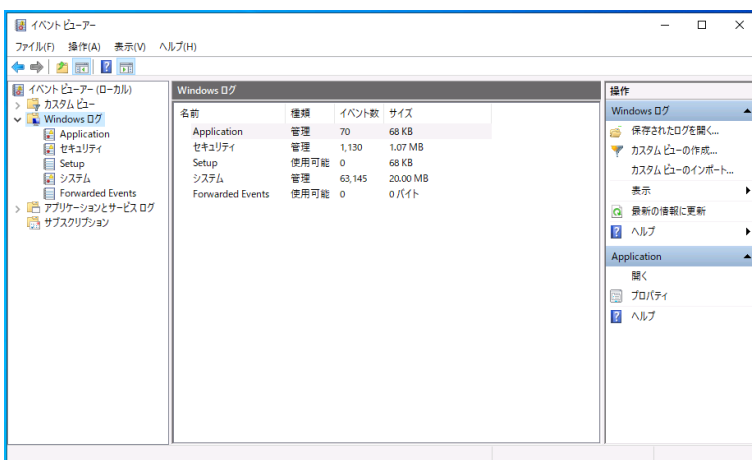 イベント ビューアー
ファイル(F) 操作(A) 表示(V) ヘルプ(H)
イベント ビューアー (ローカル)
カスタム ビュー
Windows ログ
Application
セキュリティ
Setup
システム
Forwarded Events
アプリケーションとサービス ログ
サブスクリプション
Windows ログ
名前 種類 イベント数 サイズ
Application 管理 70 68 KB
セキュリティ 管理 1,130 1.07 MB
Setup 使用可能 0 68 KB
システム 管理 63,145 20.00 MB
Forwarded Events 使用可能 0 0 バイト
操作
Windows ログ
保存されたログを開く...
カスタム ビューの作成...
カスタム ビューのインポート...
表示
最新の情報に更新
ヘルプ
Application
開く
プロパティ
ヘルプ